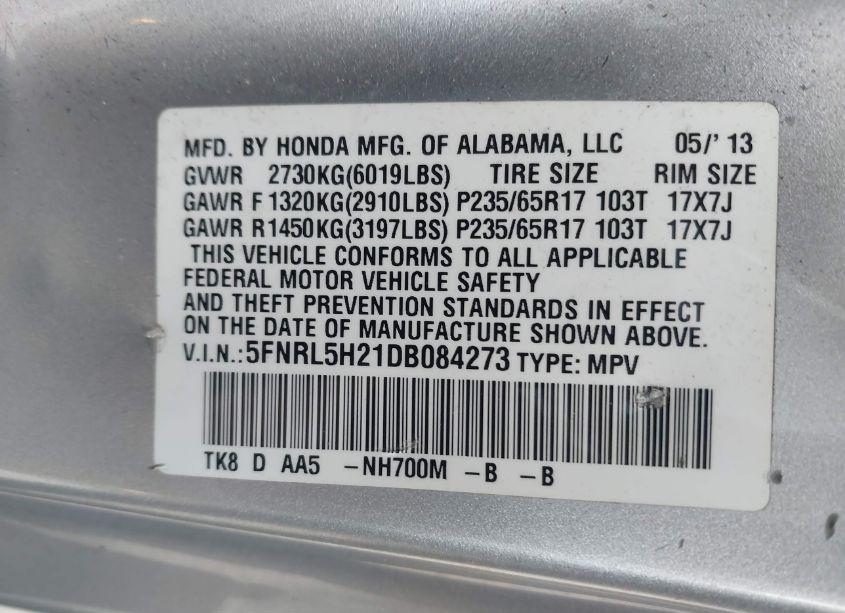 MFD. BY HONDA MFG. OF ALABAMA, LLC 05/' 13
GVWR 2730KG(6019LBS) TIRE SIZE RIM SIZE
GAWR F 1320KG(2910LBS) P235/65R17 103T 17X7J
GAWR R1450KG(3197LBS) P235/65R17 103T 17X7J
THIS VEHICLE CONFORMS TO ALL APPLICABLE
FEDERAL MOTOR VEHICLE SAFETY
AND THEFT PREVENTION STANDARDS IN EFFECT
ON THE DATE OF MANUFACTURE SHOWN ABOVE.
V.I.N.:5FNRL5H21DB084273 TYPE: MPV
TK8 D AA5 -NH700M -B -B